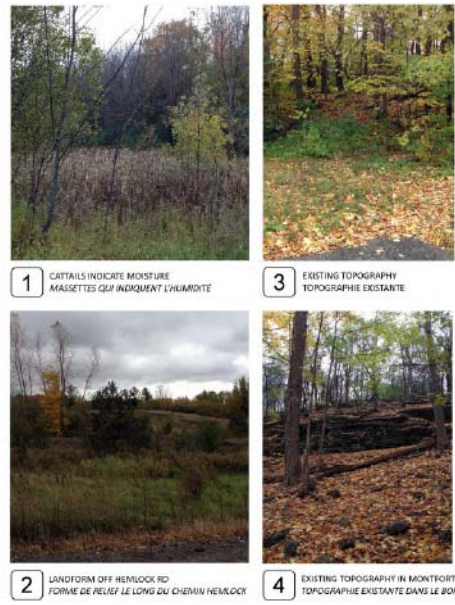 1
CATTAILS INDICATE MOISTURE
MASSETTES QUI INDIQUENT L'HUMIDITÉ
3
EXISTING TOPOGRAPHY
TOPOGRAPHIE EXISTANTE
2
LANDFORM OFF HEMLOCK RD
FORME DE RELIEF LE LONG DU CHEMIN HEMLOCK
4
EXISTING TOPOGRAPHY IN MONTFORT
TOPOGRAPHIE EXISTANTE DANS LE